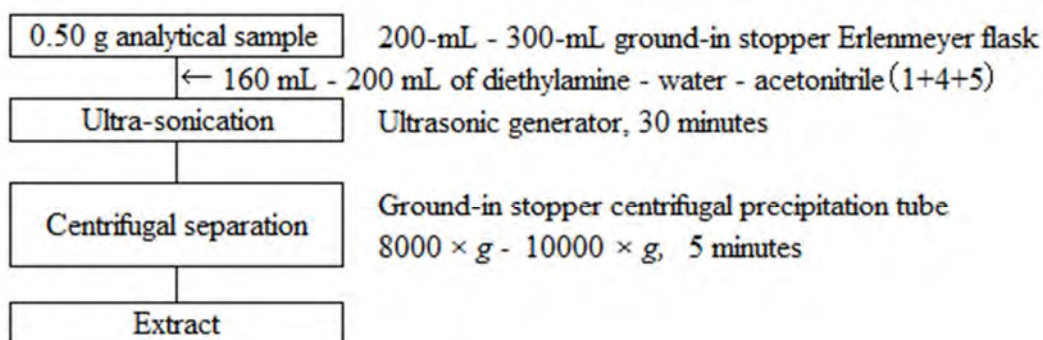 0.50 g analytical sample 200-mL - 300-mL ground-in stopper Erlenmeyer flask
← 160 mL - 200 mL of diethylamine - water - acetonitrile(1+4+5)
Ultra-sonication Ultrasonic generator, 30 minutes
Centrifugal separation
Ground-in stopper centrifugal precipitation tube
8000 × g - 10000 × g, 5 minutes
Extract